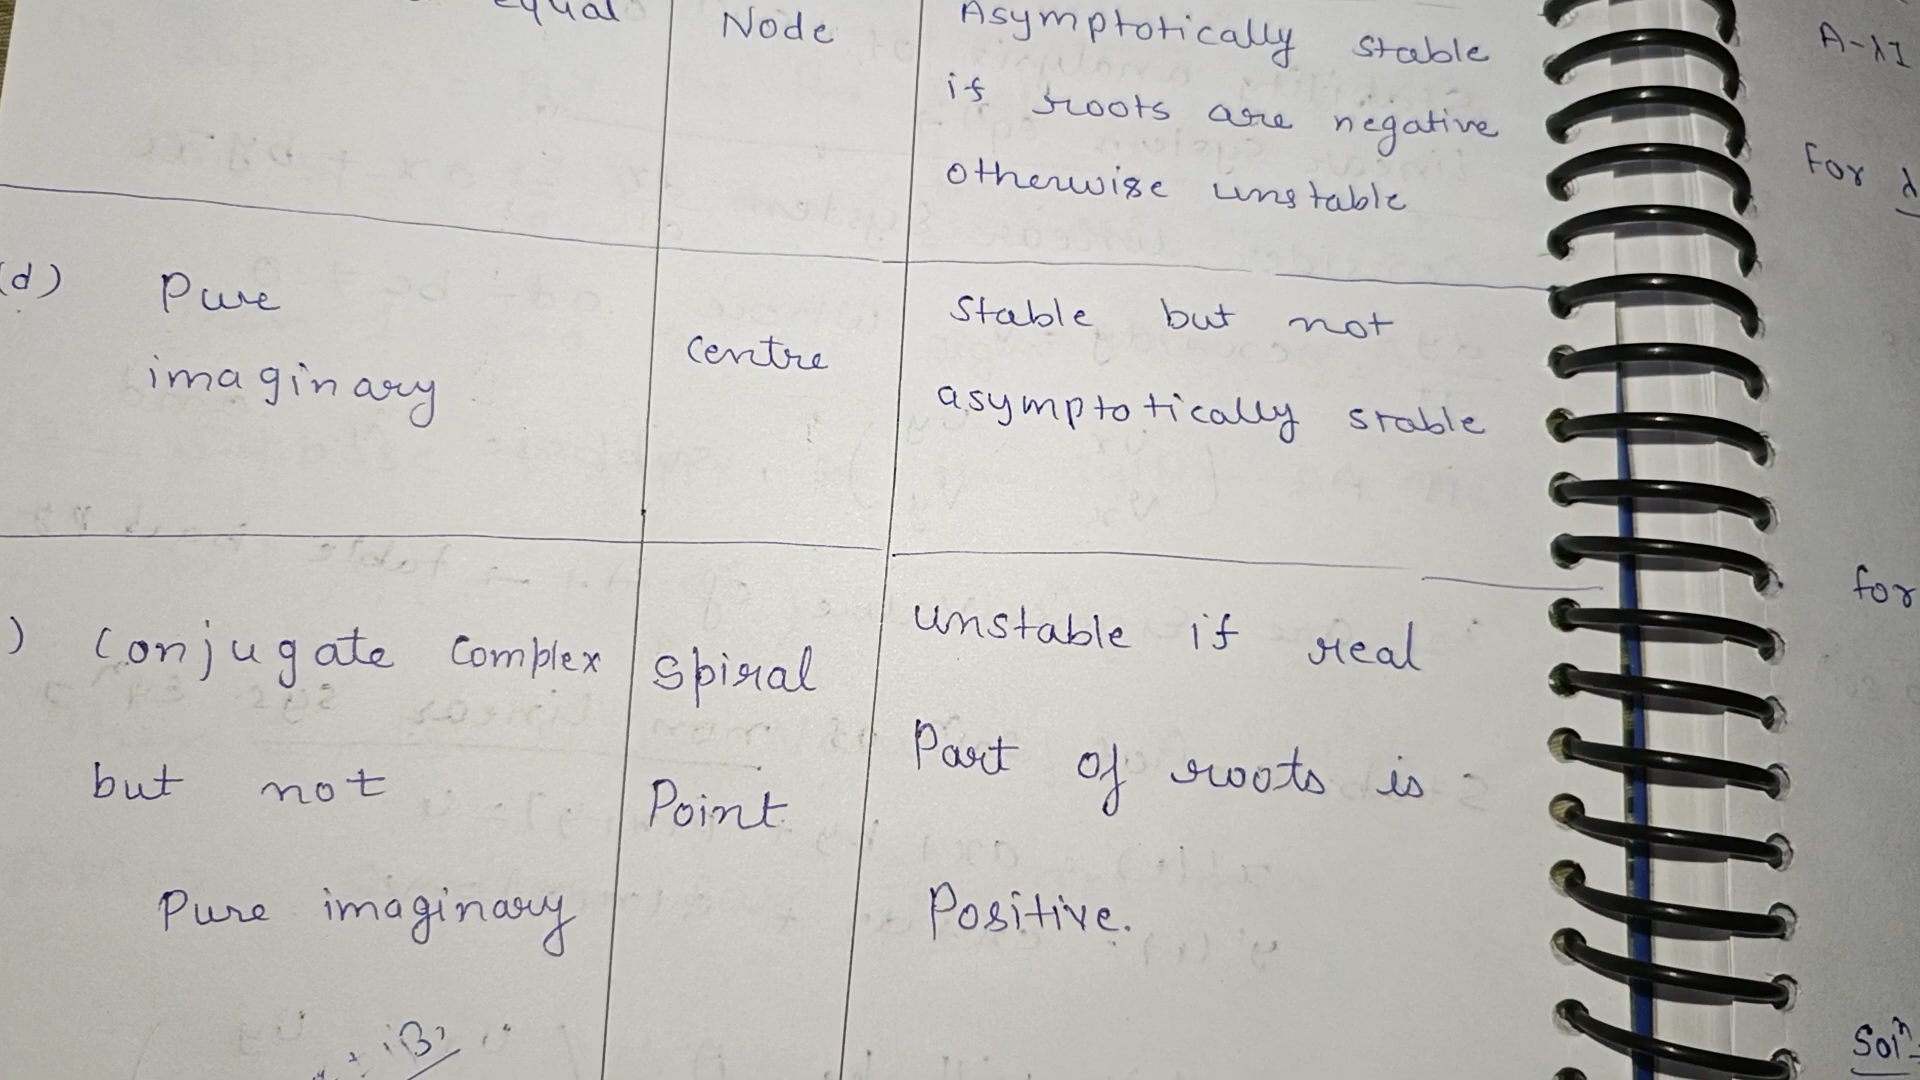 equal Node Asymptotically stable
if roots are negative
otherwise unstable
(d) Pure
imaginary
centre
stable but not
asymptotically stable
) Conjugate complex
but not
Pure imaginary
spiral
Point
unstable if real
Part of roots is
Positive.
A-λI
For λ
for
Solⁿ